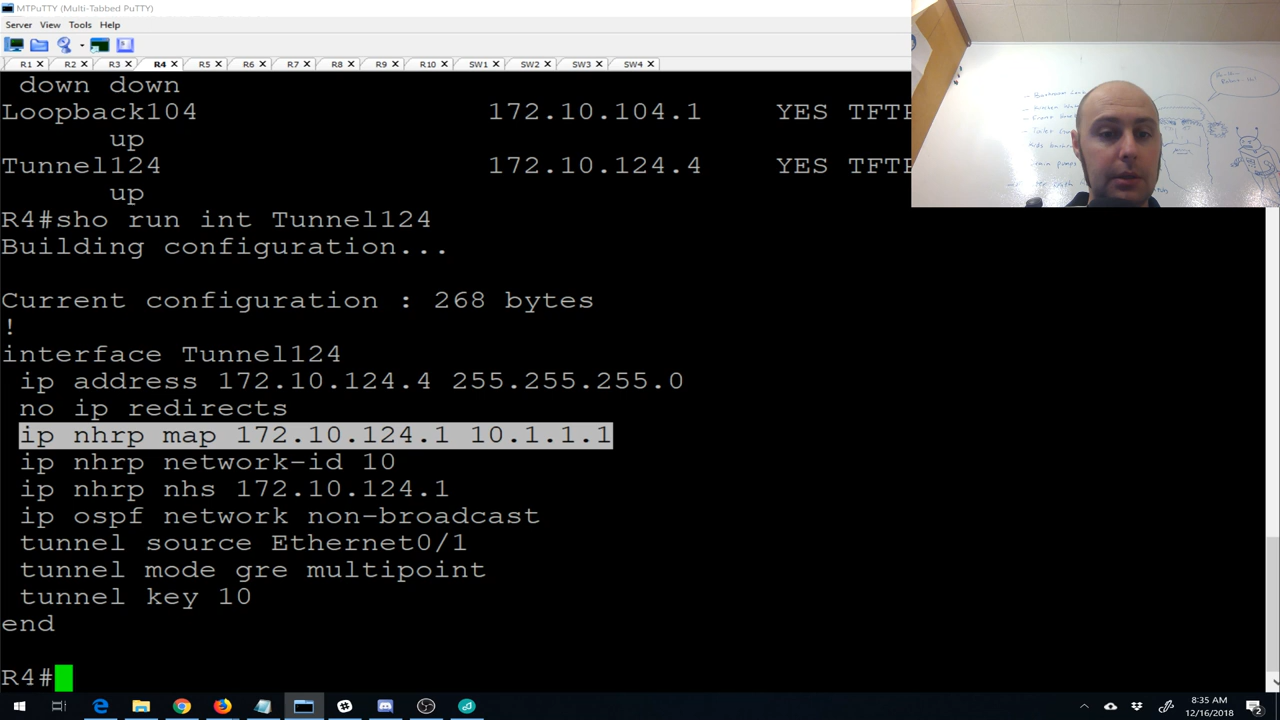 MTPuTTY (Multi-Tabbed PuTTY)
Server View Tools Help
R1 R2 R3 R4 R5 R6 R7 R8 R9 R10 SW1 SW2 SW3 SW4
down down
Loopback104 172.10.104.1 YES TFTP
up
Tunnel124 172.10.124.4 YES TFTP
up
R4#sho run int Tunnel124
Building configuration...
Current configuration : 268 bytes
!
interface Tunnel124
ip address 172.10.124.4 255.255.255.0
no ip redirects
ip nhrp map 172.10.124.1 10.1.1.1
ip nhrp network-id 10
ip nhrp nhs 172.10.124.1
ip ospf network non-broadcast
tunnel source Ethernet0/1
tunnel mode gre multipoint
tunnel key 10
end
R4#
8:35 AM
12/16/2018
2